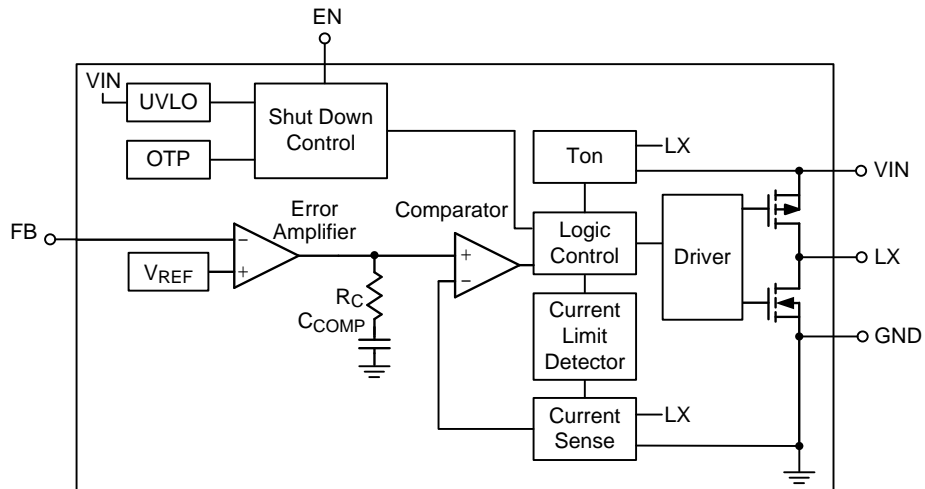 EN
VIN
UVLO
OTP
Shut Down
Control
Ton
LX
VIN
FB
Error
Amplifier
Comparator
−
+
VREF
+
−
Logic
Control
Driver
LX
RC
CCOMP
Current
Limit
Detector
GND
Current
Sense
LX